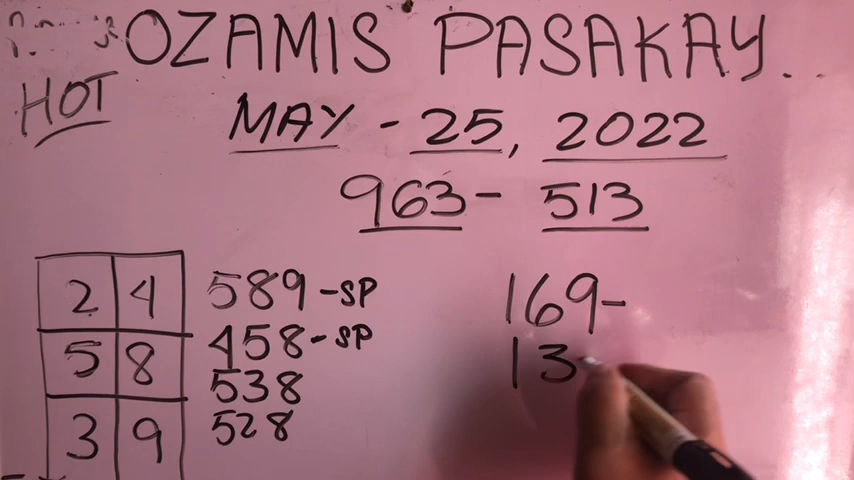 OZAMIS PASAKAY
HOT
MAY - 25, 2022
963 - 513
2 4
5 8
3 9
589 - SP
458 - SP
538
528
169 -
13